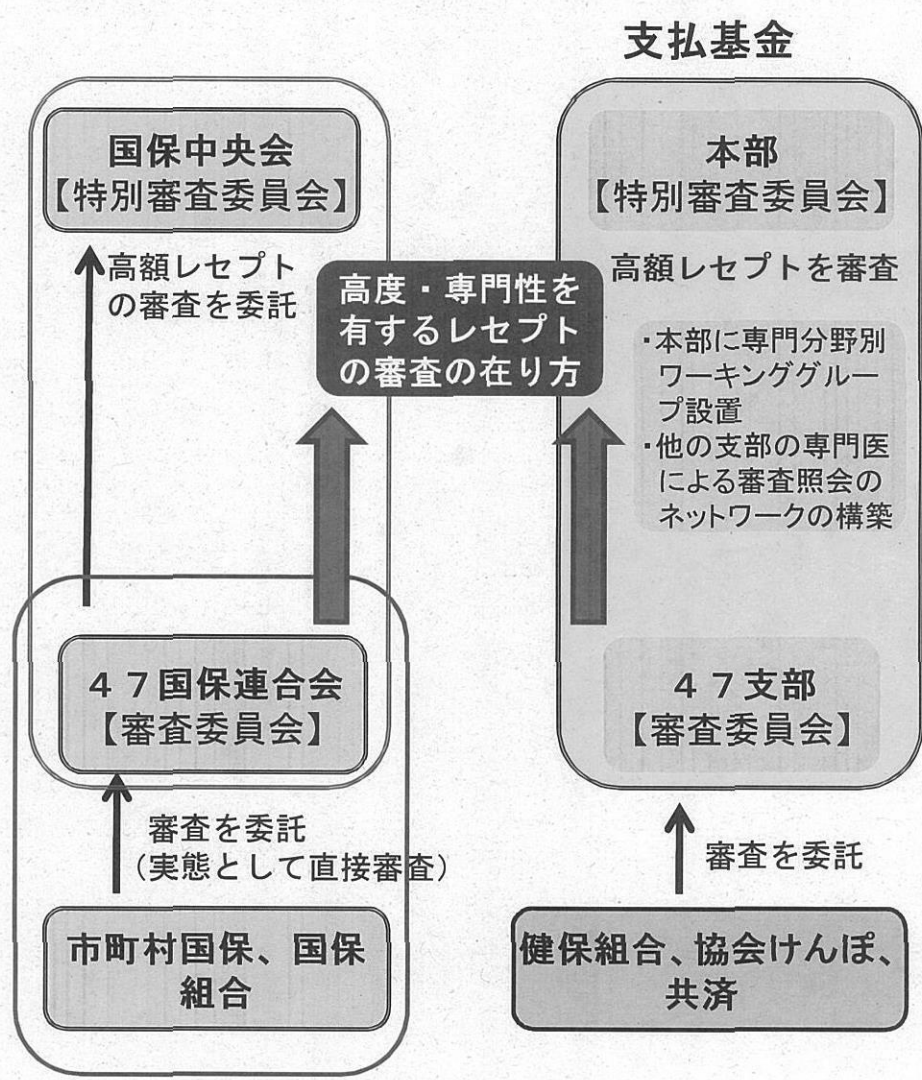 支払基金
国保中央会
【特別審査委員会】
高額レセプト
の審査を委託
高度・専門性を
有するレセプト
の審査の在り方
47国保連合会
【審査委員会】
審査を委託
（実態として直接審査）
市町村国保、国保
組合
本部
【特別審査委員会】
高額レセプトを審査
・本部に専門分野別
ワーキンググルー
プ設置
・他の支部の専門医
による審査照会の
ネットワークの構築
47支部
【審査委員会】
審査を委託
健保組合、協会けんぽ、
共済